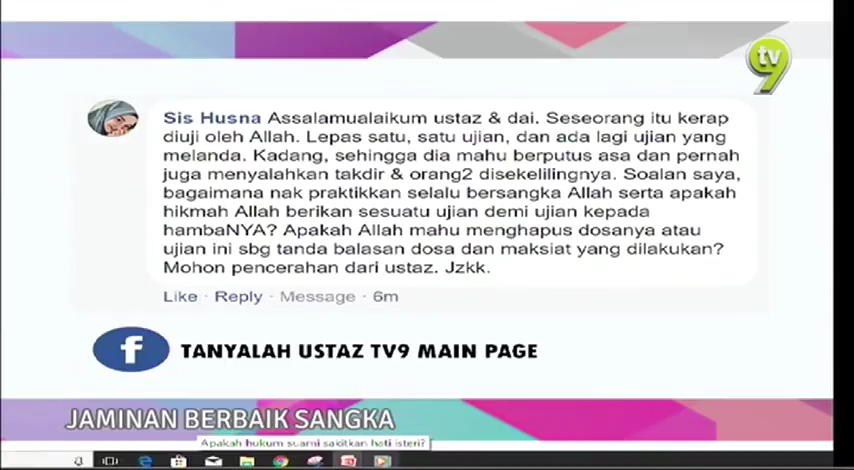 tv
9
Sis Husna Assalamualaikum ustaz & dai. Seseorang itu kerap
diuji oleh Allah. Lepas satu, satu ujian, dan ada lagi ujian yang
melanda. Kadang, sehingga dia mahu berputus asa dan pernah
juga menyalahkan takdir & orang2 disekelilingnya. Soalan saya,
bagaimana nak praktikkan selalu bersangka Allah serta apakah
hikmah Allah berikan sesuatu ujian demi ujian kepada
hambaNYA? Apakah Allah mahu menghapus dosanya atau
ujian ini sbg tanda balasan dosa dan maksiat yang dilakukan?
Mohon pencerahan dari ustaz. Jzkk.
Like · Reply · Message · 6m
f TANYALAH USTAZ TV9 MAIN PAGE
JAMINAN BERBAIK SANGKA
Apakah hukum suami sakitkan hati isteri?